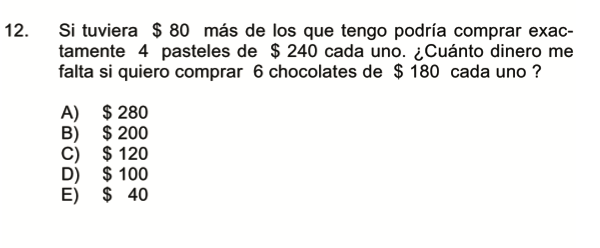 12. Si tuviera $ 80 más de los que tengo podría comprar exac-
tamente 4 pasteles de $ 240 cada uno. ¿Cuánto dinero me
falta si quiero comprar 6 chocolates de $ 180 cada uno ?
A) $ 280
B) $ 200
C) $ 120
D) $ 100
E) $ 40